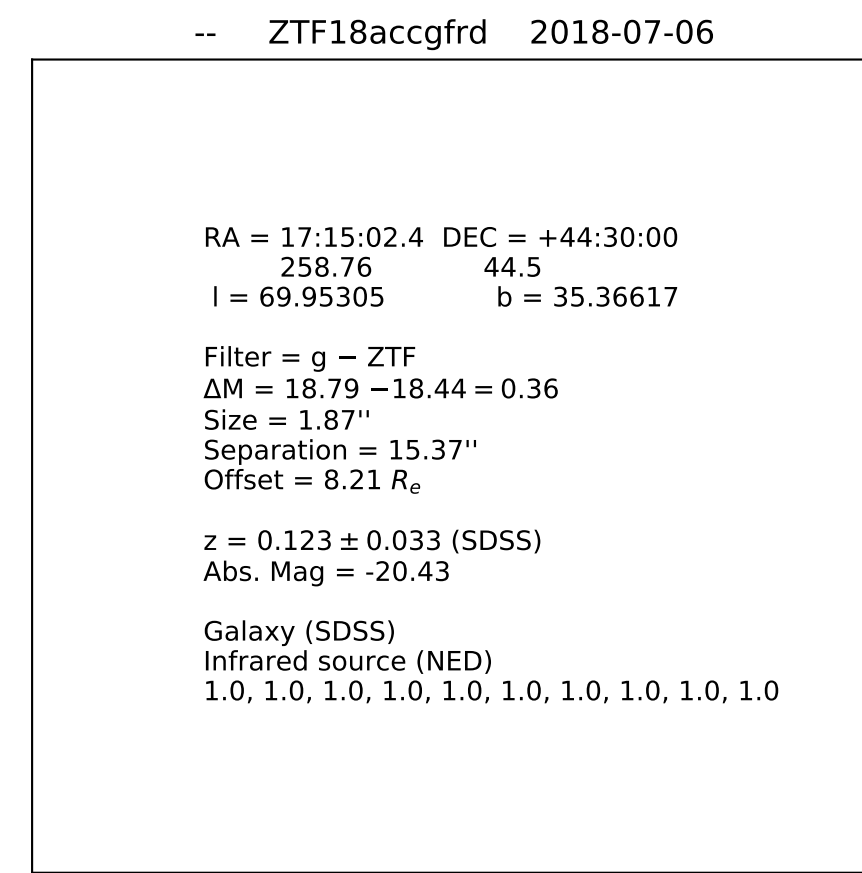 -- ZTF18accgfrd 2018-07-06
RA = 17:15:02.4 DEC = +44:30:00
258.76 44.5
l = 69.95305 b = 35.36617
Filter = g − ZTF
ΔM = 18.79 −18.44 = 0.36
Size = 1.87''
Separation = 15.37''
Offset = 8.21 Re
z = 0.123 ± 0.033 (SDSS)
Abs. Mag = -20.43
Galaxy (SDSS)
Infrared source (NED)
1.0, 1.0, 1.0, 1.0, 1.0, 1.0, 1.0, 1.0, 1.0, 1.0